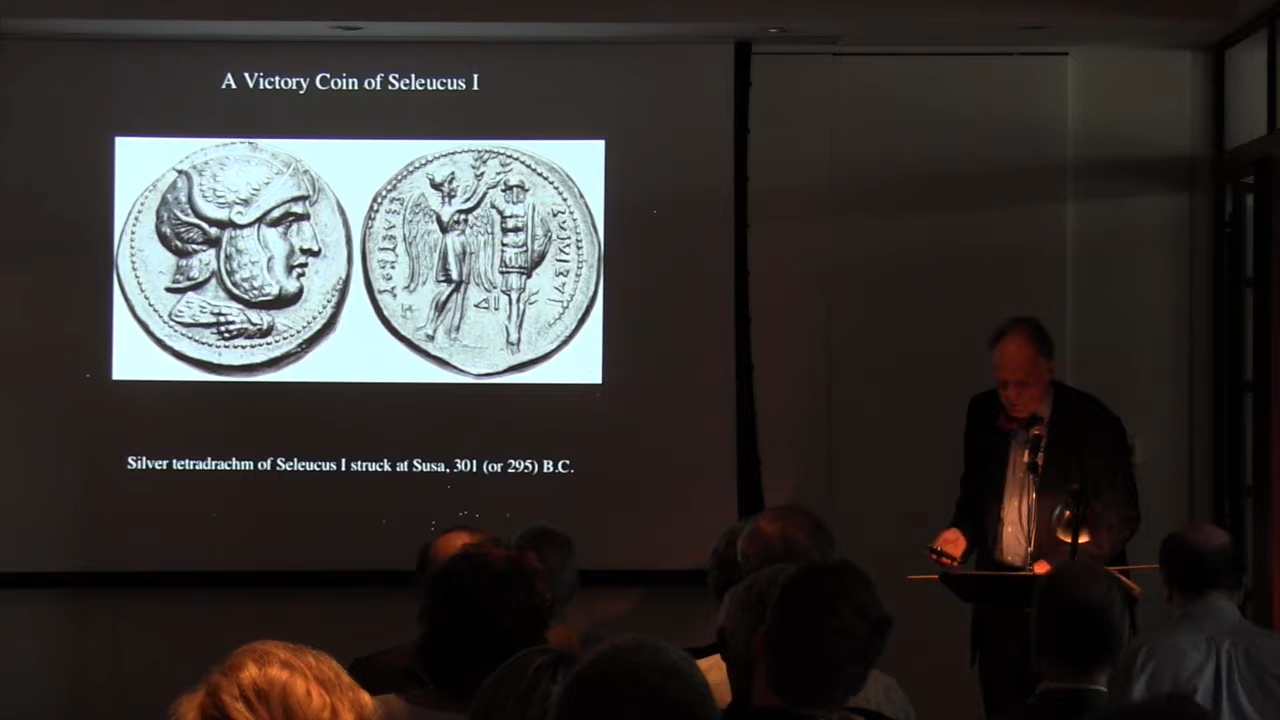 A Victory Coin of Seleucus I
Silver tetradrachm of Seleucus I struck at Susa, 301 (or 295) B.C.